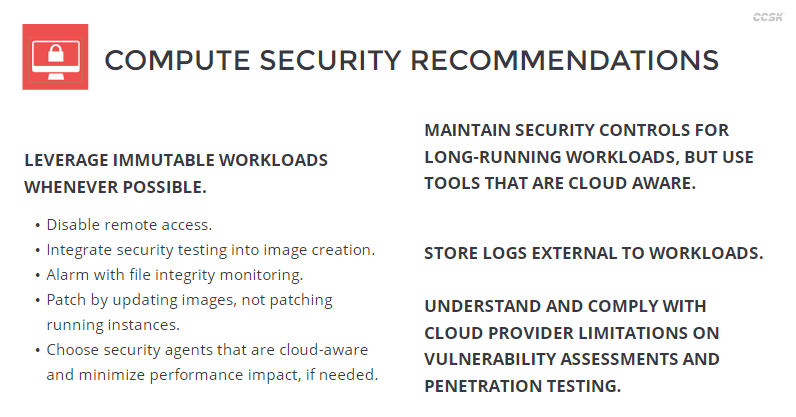 CCSK
COMPUTE SECURITY RECOMMENDATIONS
LEVERAGE IMMUTABLE WORKLOADS
WHENEVER POSSIBLE.
• Disable remote access.
• Integrate security testing into image creation.
• Alarm with file integrity monitoring.
• Patch by updating images, not patching
running instances.
• Choose security agents that are cloud-aware
and minimize performance impact, if needed.
MAINTAIN SECURITY CONTROLS FOR
LONG-RUNNING WORKLOADS, BUT USE
TOOLS THAT ARE CLOUD AWARE.
STORE LOGS EXTERNAL TO WORKLOADS.
UNDERSTAND AND COMPLY WITH
CLOUD PROVIDER LIMITATIONS ON
VULNERABILITY ASSESSMENTS AND
PENETRATION TESTING.